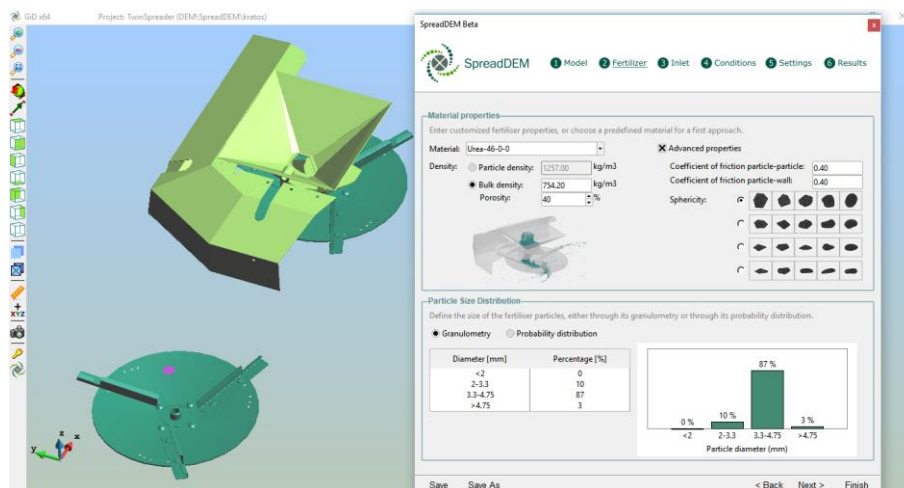 GiD x64
Project: TwinSpreader (DEM\SpreadDEM\kratos)
SpreadDEM Beta
x
SpreadDEM
1 Model 2 Fertilizer 3 Inlet 4 Conditions 5 Settings 6 Results
Material properties
Enter customized fertiliser properties, or choose a predefined material for a first approach.
Material: Urea-46-0-0
Advanced properties
Density: Particle density: 1257.00 kg/m3
Coefficient of friction particle-particle: 0.40
Coefficient of friction particle-wall: 0.40
Bulk density: 754.20 kg/m3
Porosity: 40 %
Sphericity:
Particle Size Distribution
Define the size of the fertiliser particles, either through its granulometry or through its probability distribution.
Granulometry Probability distribution
Diameter [mm] Percentage [%]
<2 0
2-3.3 10
3.3-4.75 87
>4.75 3
87 %
10 %
3 %
0 %
<2 2-3.3 3.3-4.75 >4.75
Particle diameter (mm)
XYZ
z
y x
Save Save As < Back Next > Finish